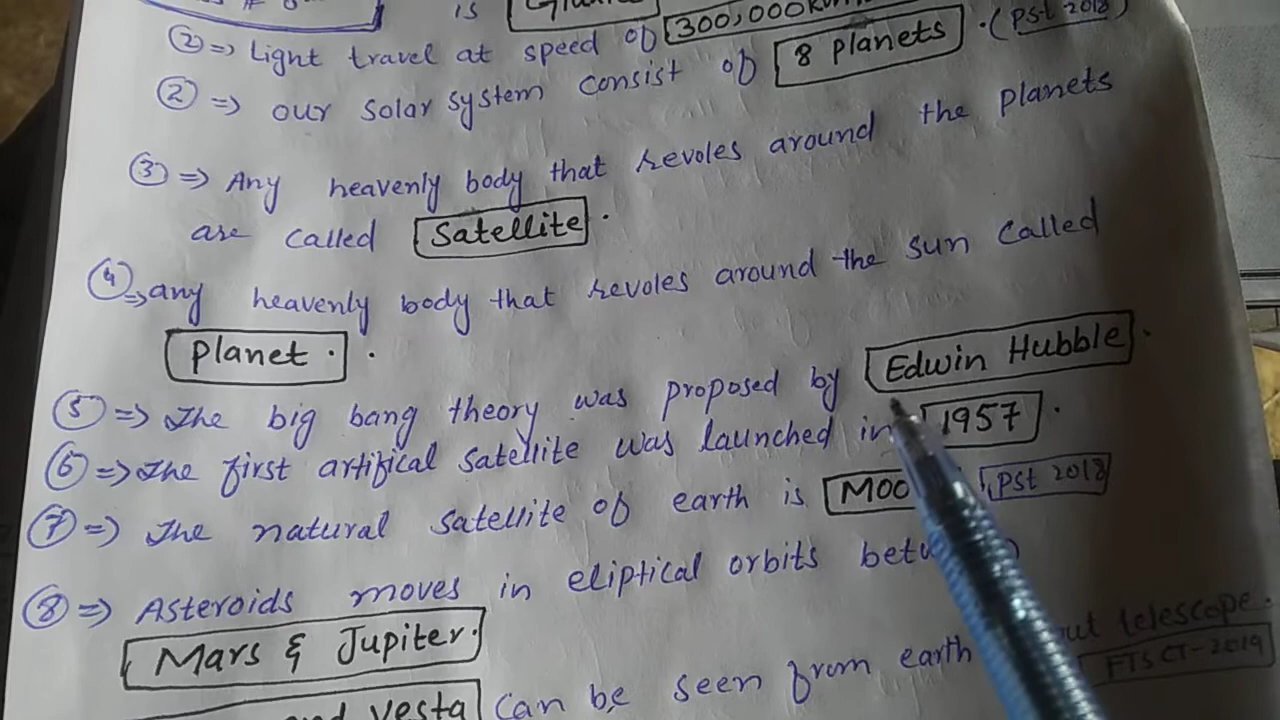 is
② => Light travel at speed of 300,000
② => our solar system consist of 8 planets . (Pst 2018)
③ => Any heavenly body that revoles around the planets
are called Satellite .
④ => any heavenly body that revoles around the sun called
Planet . .
⑤ => The big bang theory was proposed by Edwin Hubble .
⑥ => The first artifical satellite was launched in 1957 .
⑦ => The natural satellite of earth is Moo Pst 2018
⑧ => Asteroids moves in eliptical orbits bet
Mars & Jupiter.
and vesta can be seen from earth out telescope.
FTS CT-2019